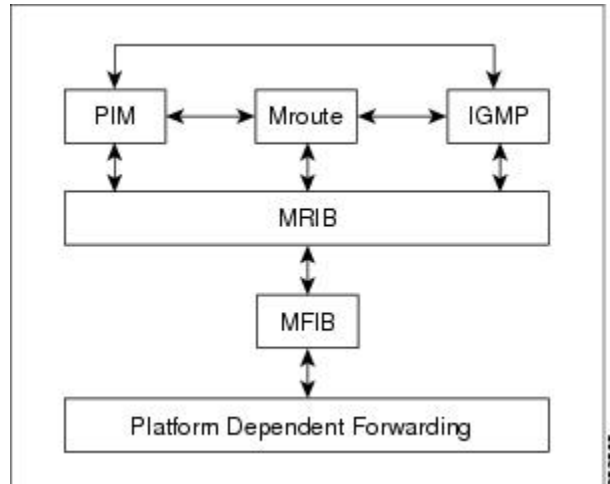 PIM
Mroute
IGMP
MRIB
MFIB
Platform Dependent Forwarding